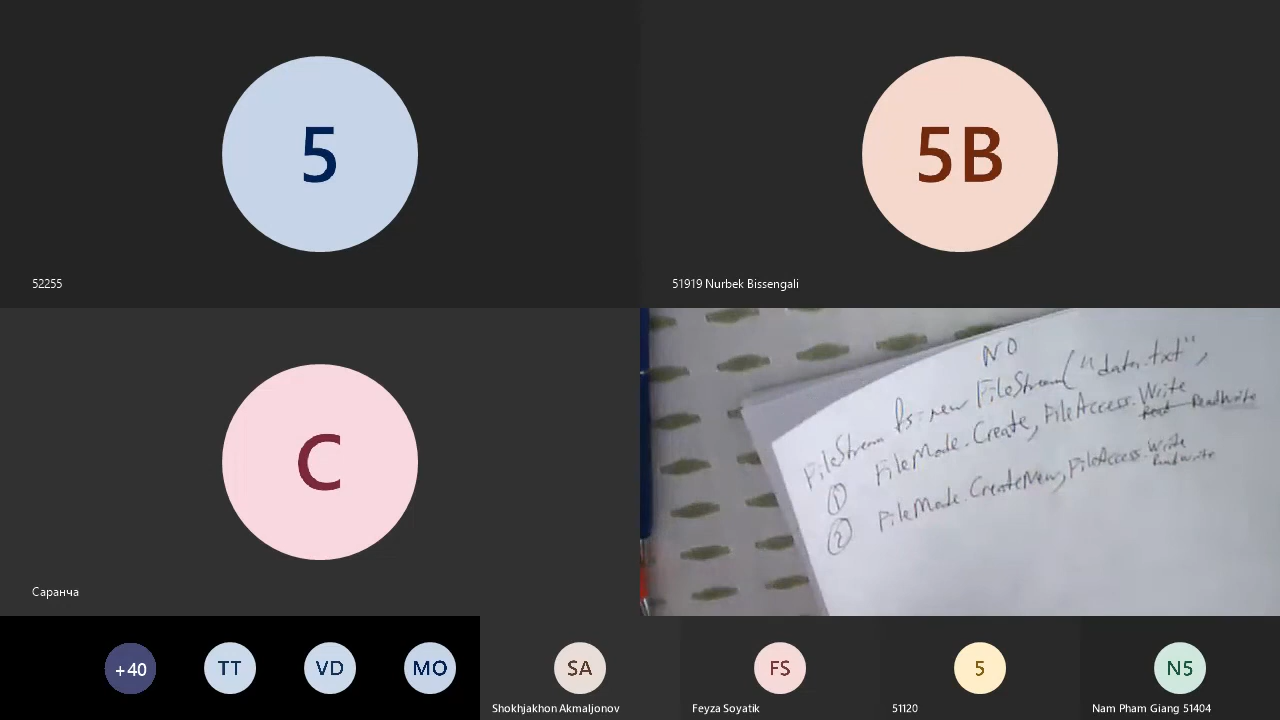 5
5B
52255
51919 Nurbek Bissengali
C
Саранча
NO
FileStream fs = new FileStream("data.txt",
① FileMode.Create, FileAccess.Write
Read ReadWrite
② FileMode.CreateNew, FileAccess.Write
ReadWrite
+40
TT
VD
MO
SA
FS
5
N5
Shokhjakhon Akmaljonov
Feyza Soyatik
51120
Nam Pham Giang 51404